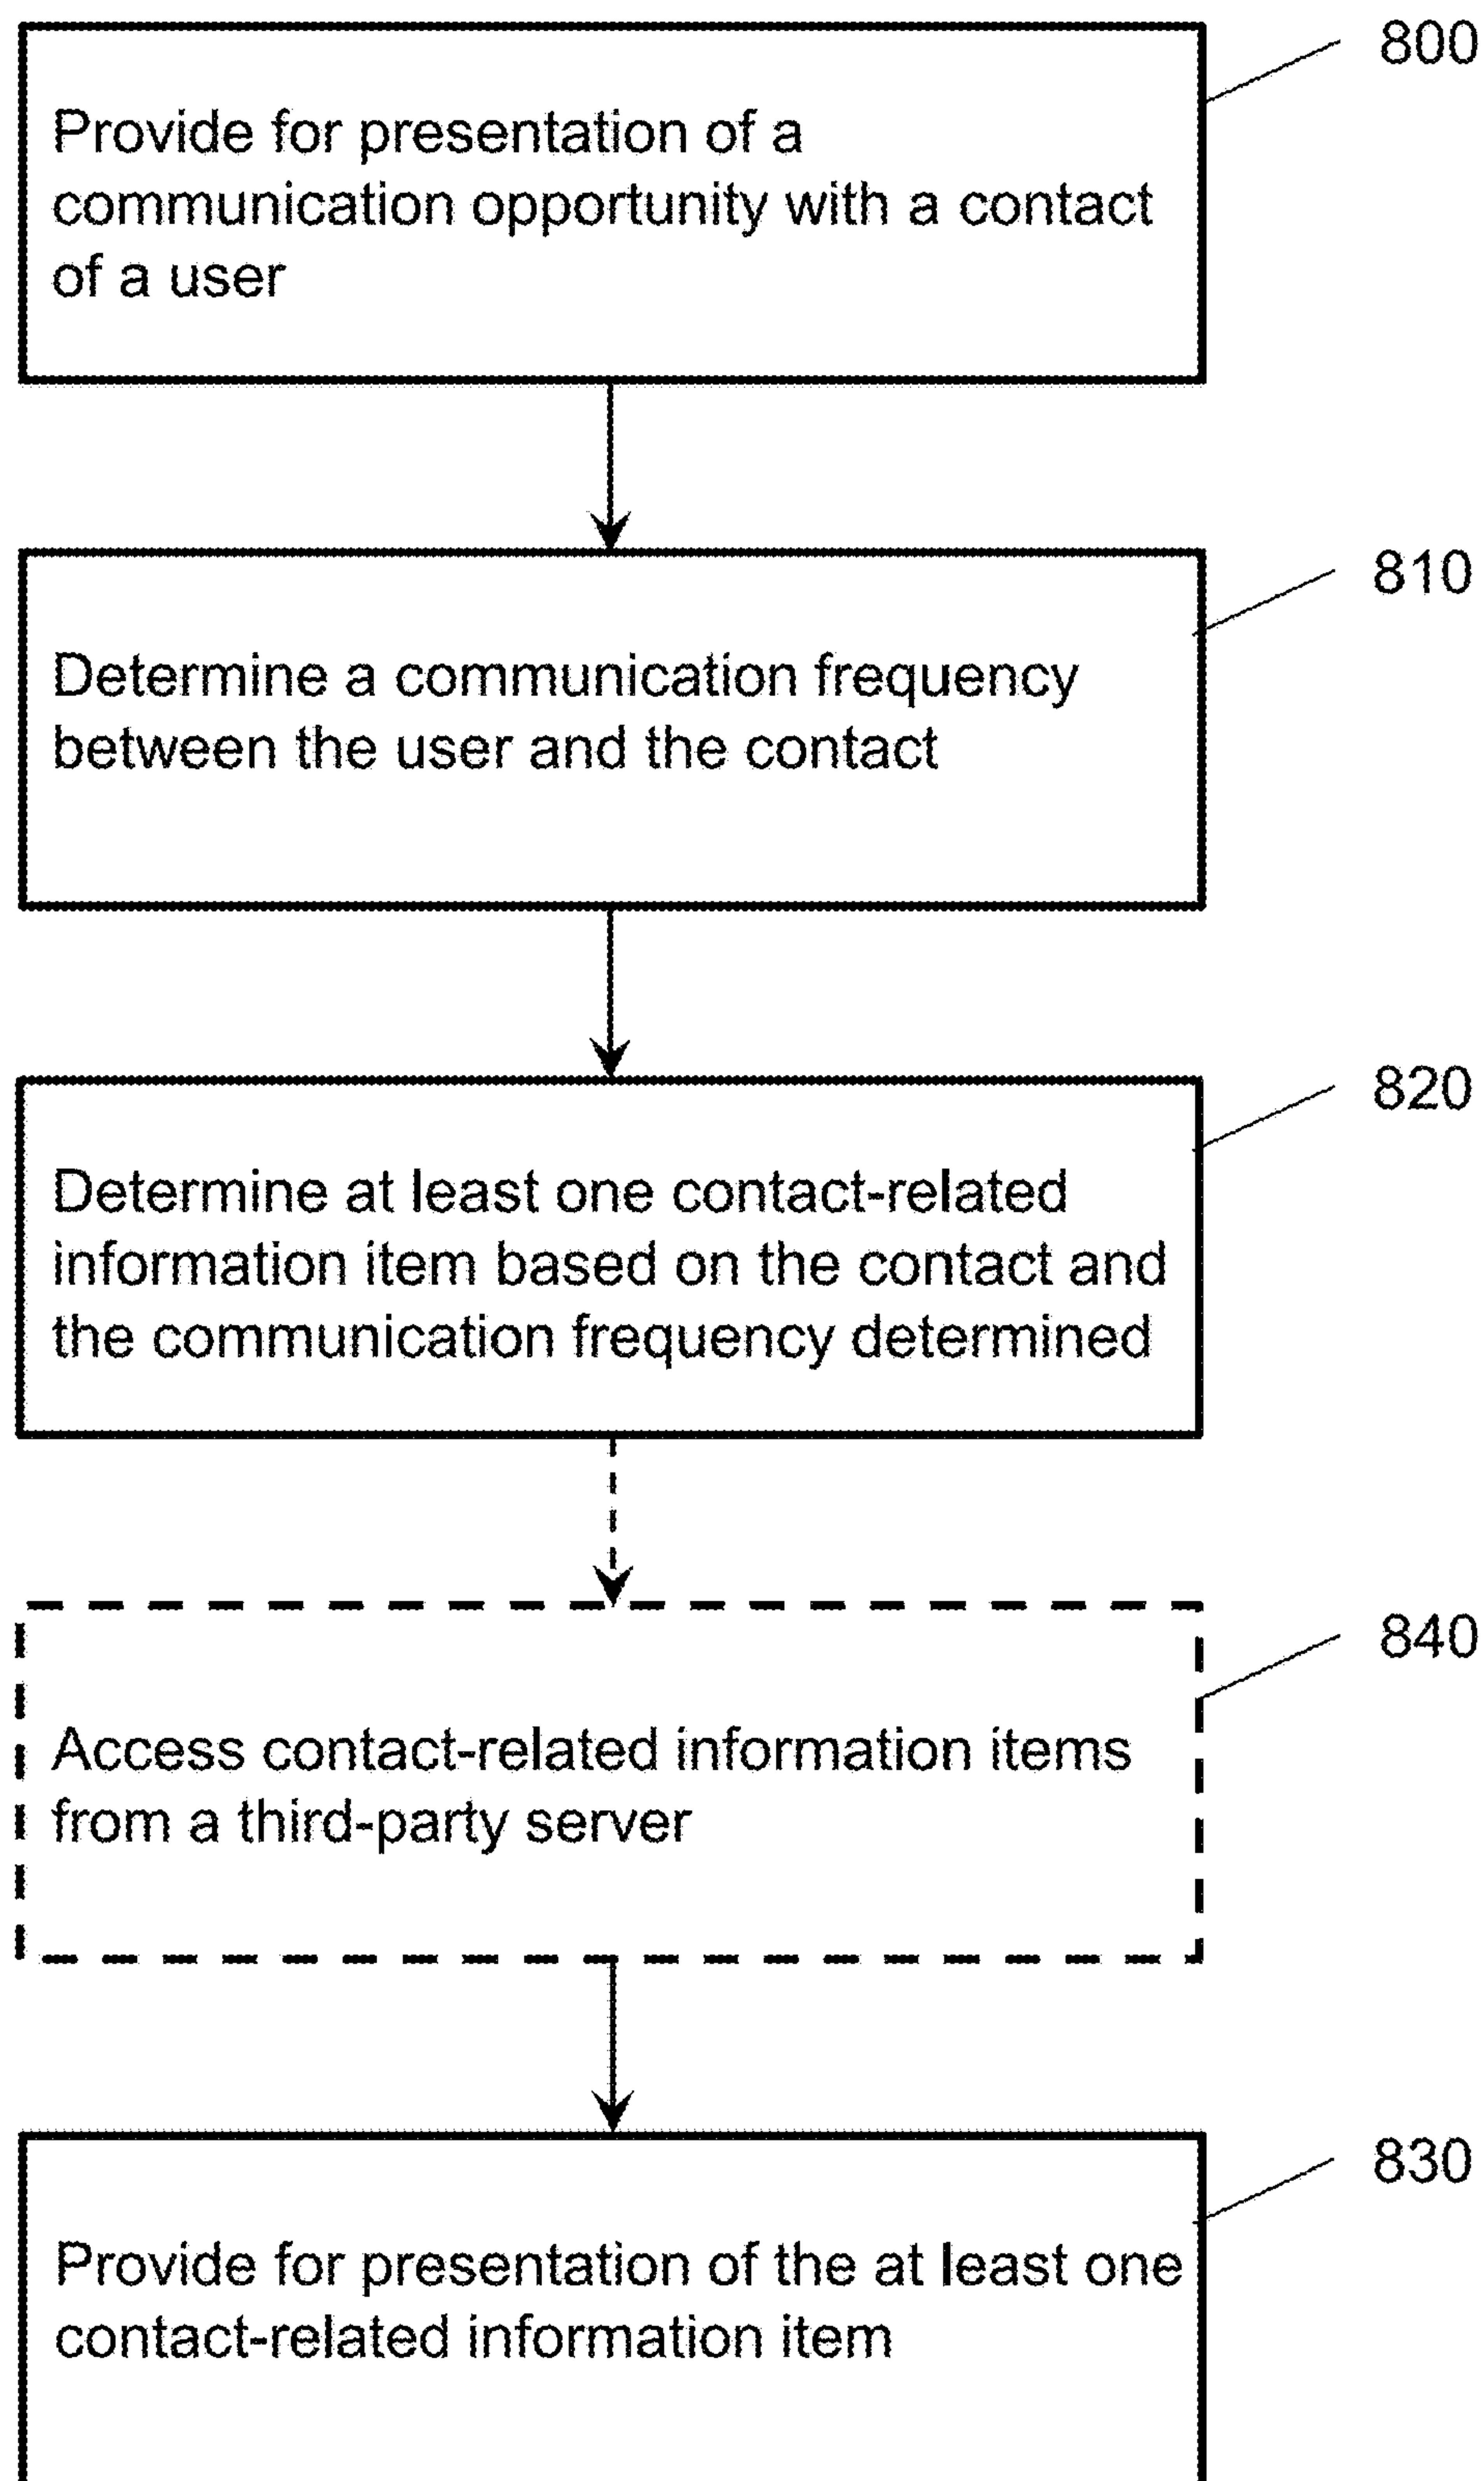 800
Provide for presentation of a
communication opportunity with a contact
of a user
810
Determine a communication frequency
between the user and the contact
820
Determine at least one contact-related
information item based on the contact and
the communication frequency determined
840
Access contact-related information items
from a third-party server
830
Provide for presentation of the at least one
contact-related information item